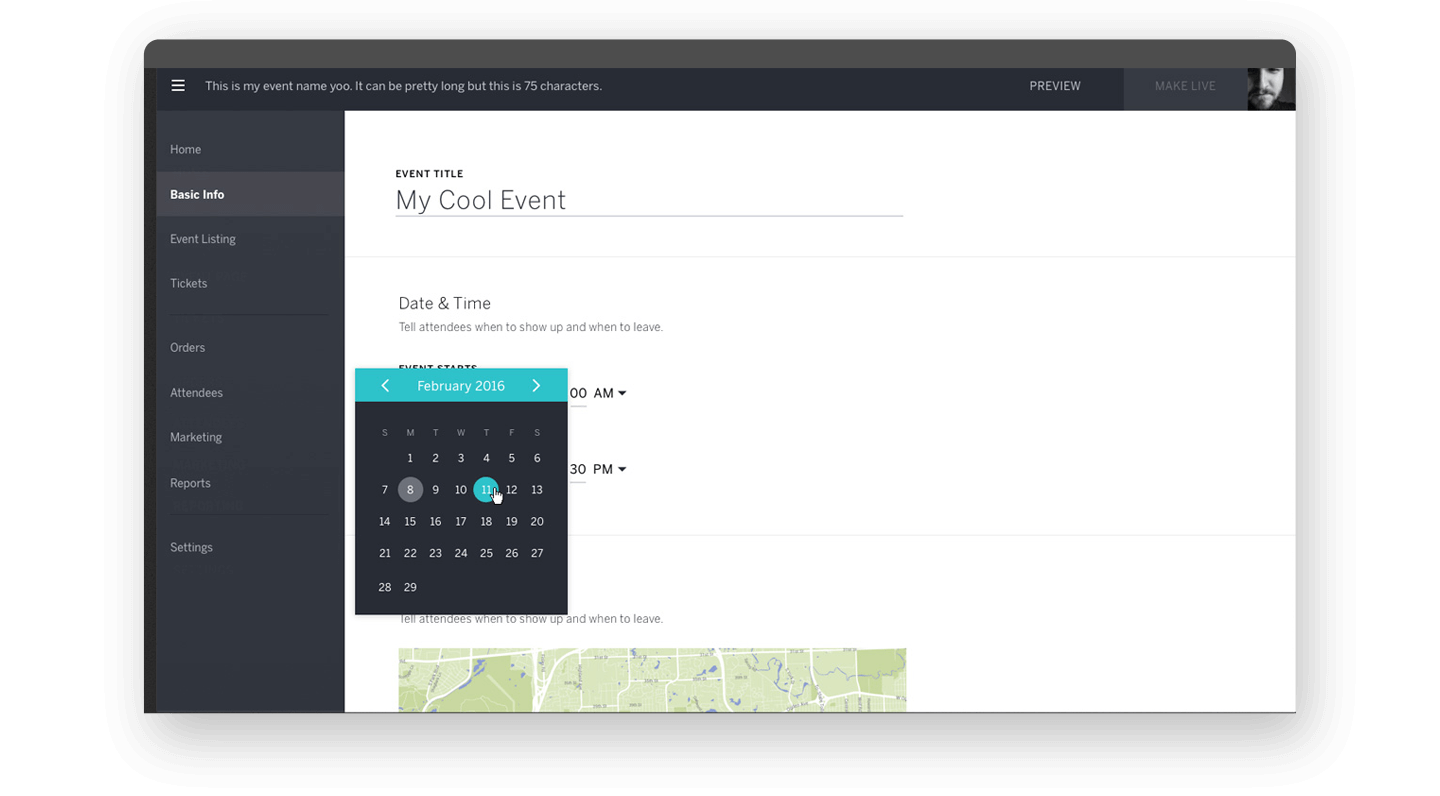 This is my event name yoo. It can be pretty long but this is 75 characters.
PREVIEW
MAKE LIVE
Home
Basic Info
Event Listing
Tickets
Orders
Attendees
Marketing
Reports
Settings
EVENT TITLE
My Cool Event
Date & Time
Tell attendees when to show up and when to leave.
EVENT STARTS
00 AM
30 PM
February 2016
S M T W T F S
1 2 3 4 5 6
7 8 9 10 11 12 13
14 15 16 17 18 19 20
21 22 23 24 25 26 27
28 29
Tell attendees when to show up and when to leave.